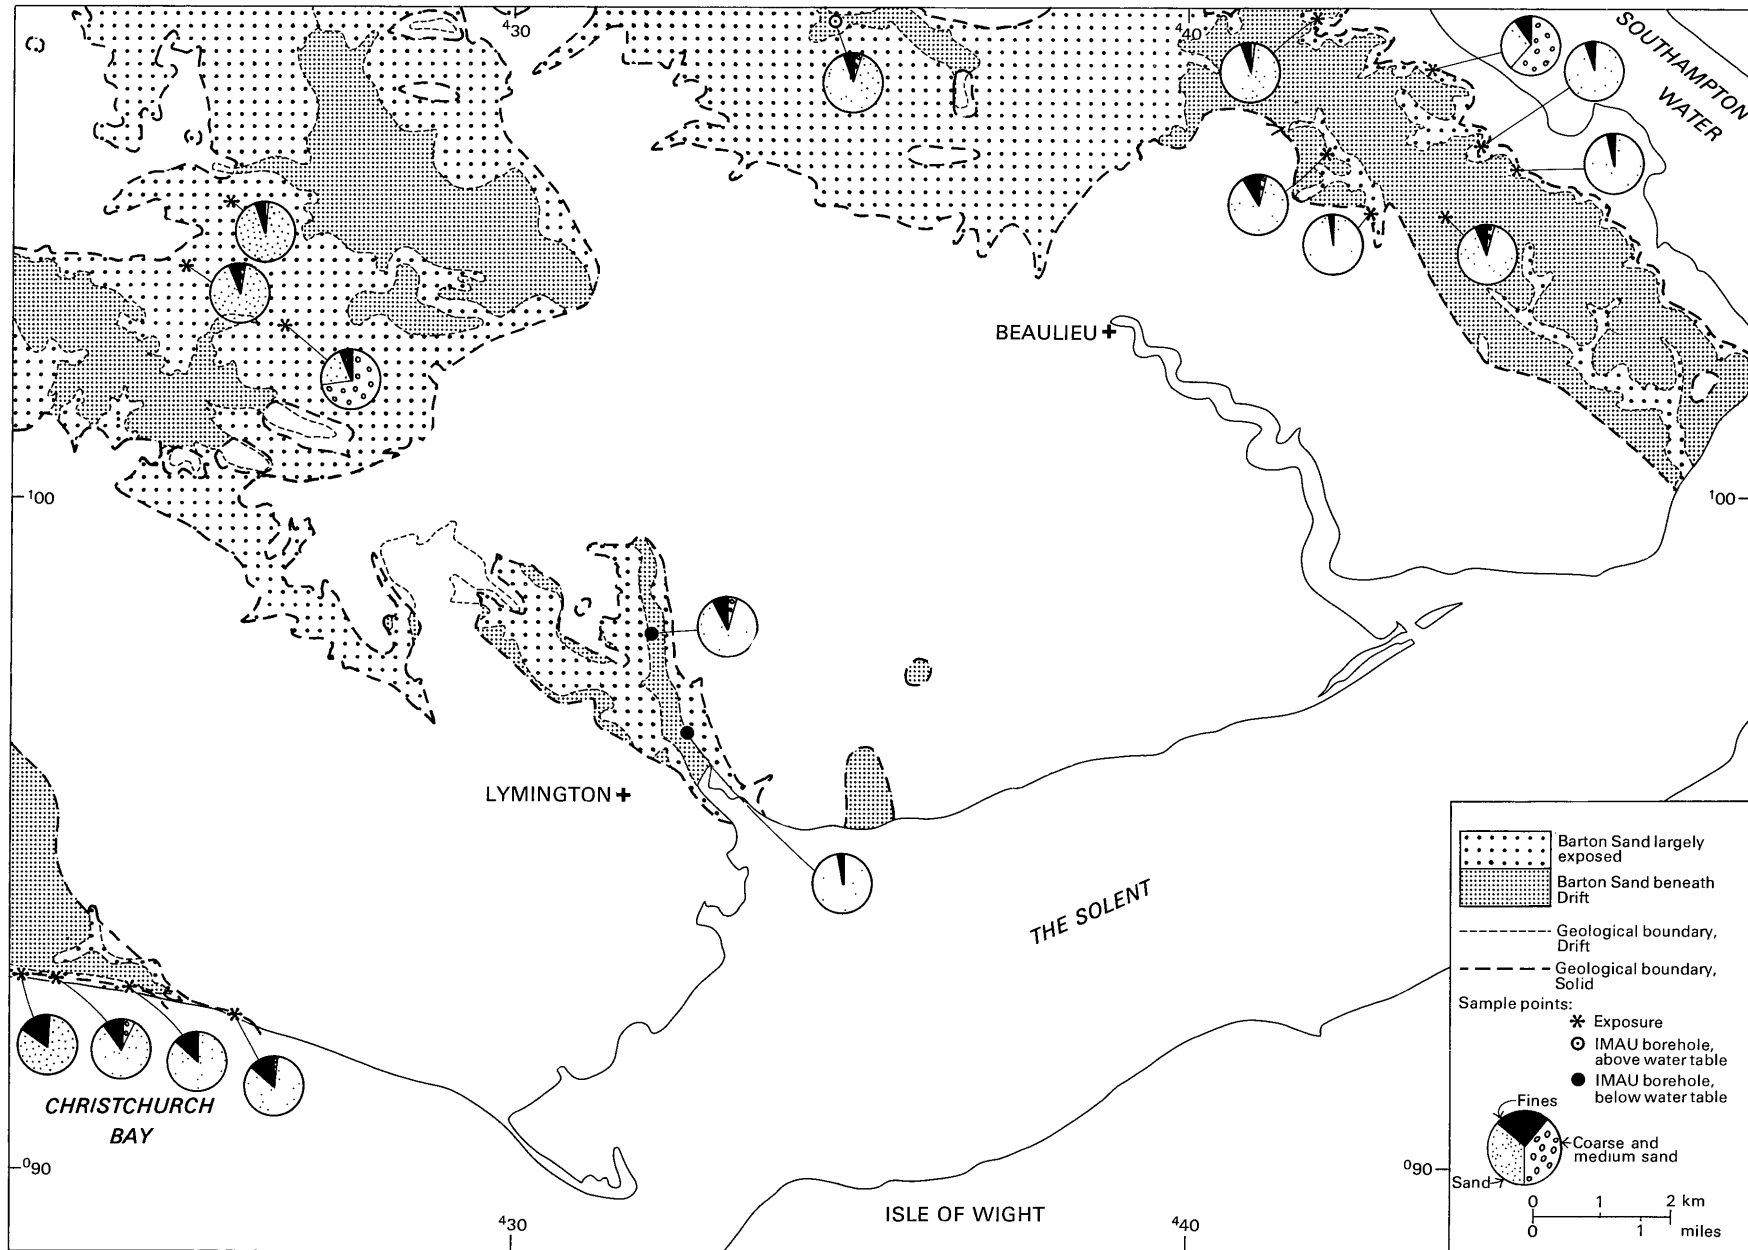 ⁴30
⁴40
SOUTHAMPTON
WATER
BEAULIEU
¹00
¹00
LYMINGTON
THE SOLENT
CHRISTCHURCH
BAY
⁰90
⁰90
⁴30
⁴40
ISLE OF WIGHT
Barton Sand largely
exposed
Barton Sand beneath
Drift
Geological boundary,
Drift
Geological boundary,
Solid
Sample points:
Exposure
IMAU borehole,
above water table
IMAU borehole,
below water table
Fines
Coarse and
medium sand
Sand
0 1 2 km
0 1 miles